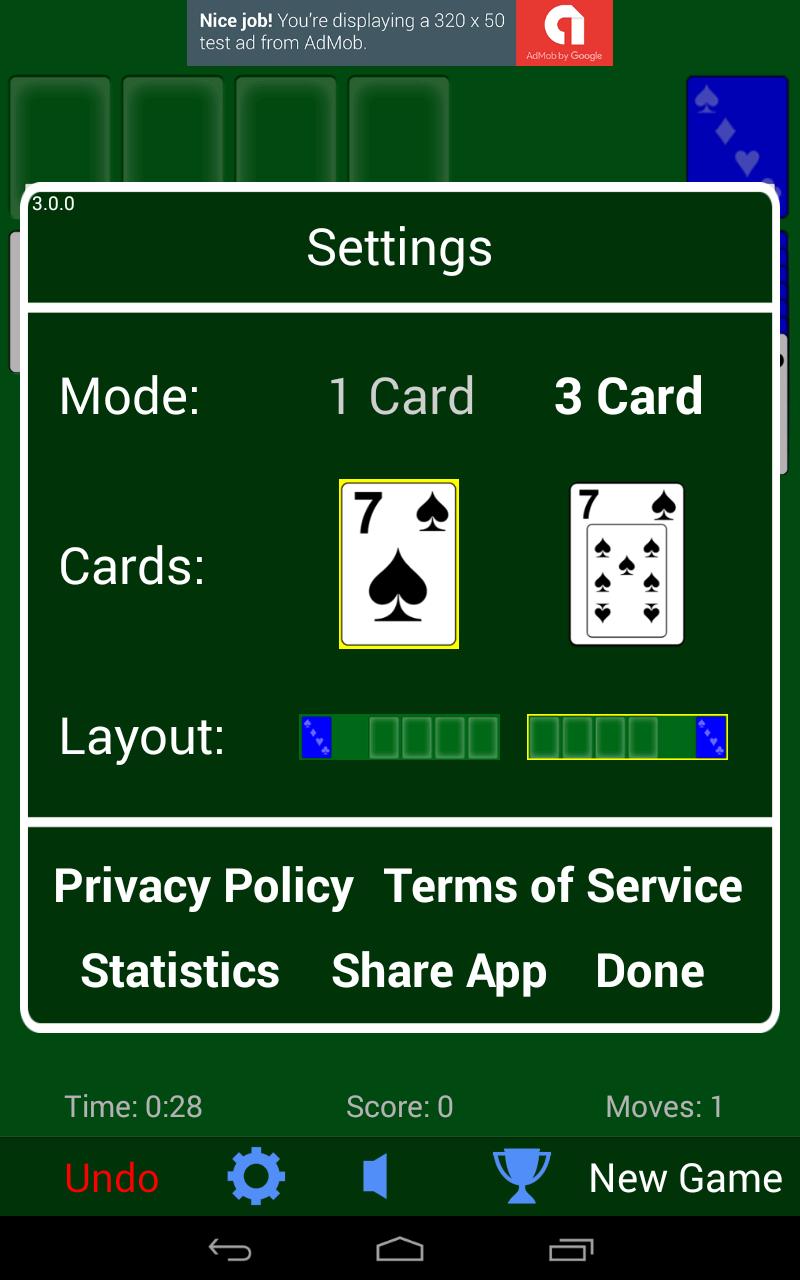 Nice job! You're displaying a 320 x 50
test ad from AdMob.
AdMob by Google
3.0.0
Settings
Mode: 1 Card 3 Card
7 7
Cards:
Layout:
Privacy Policy Terms of Service
Statistics Share App Done
Time: 0:28 Score: 0 Moves: 1
Undo New Game